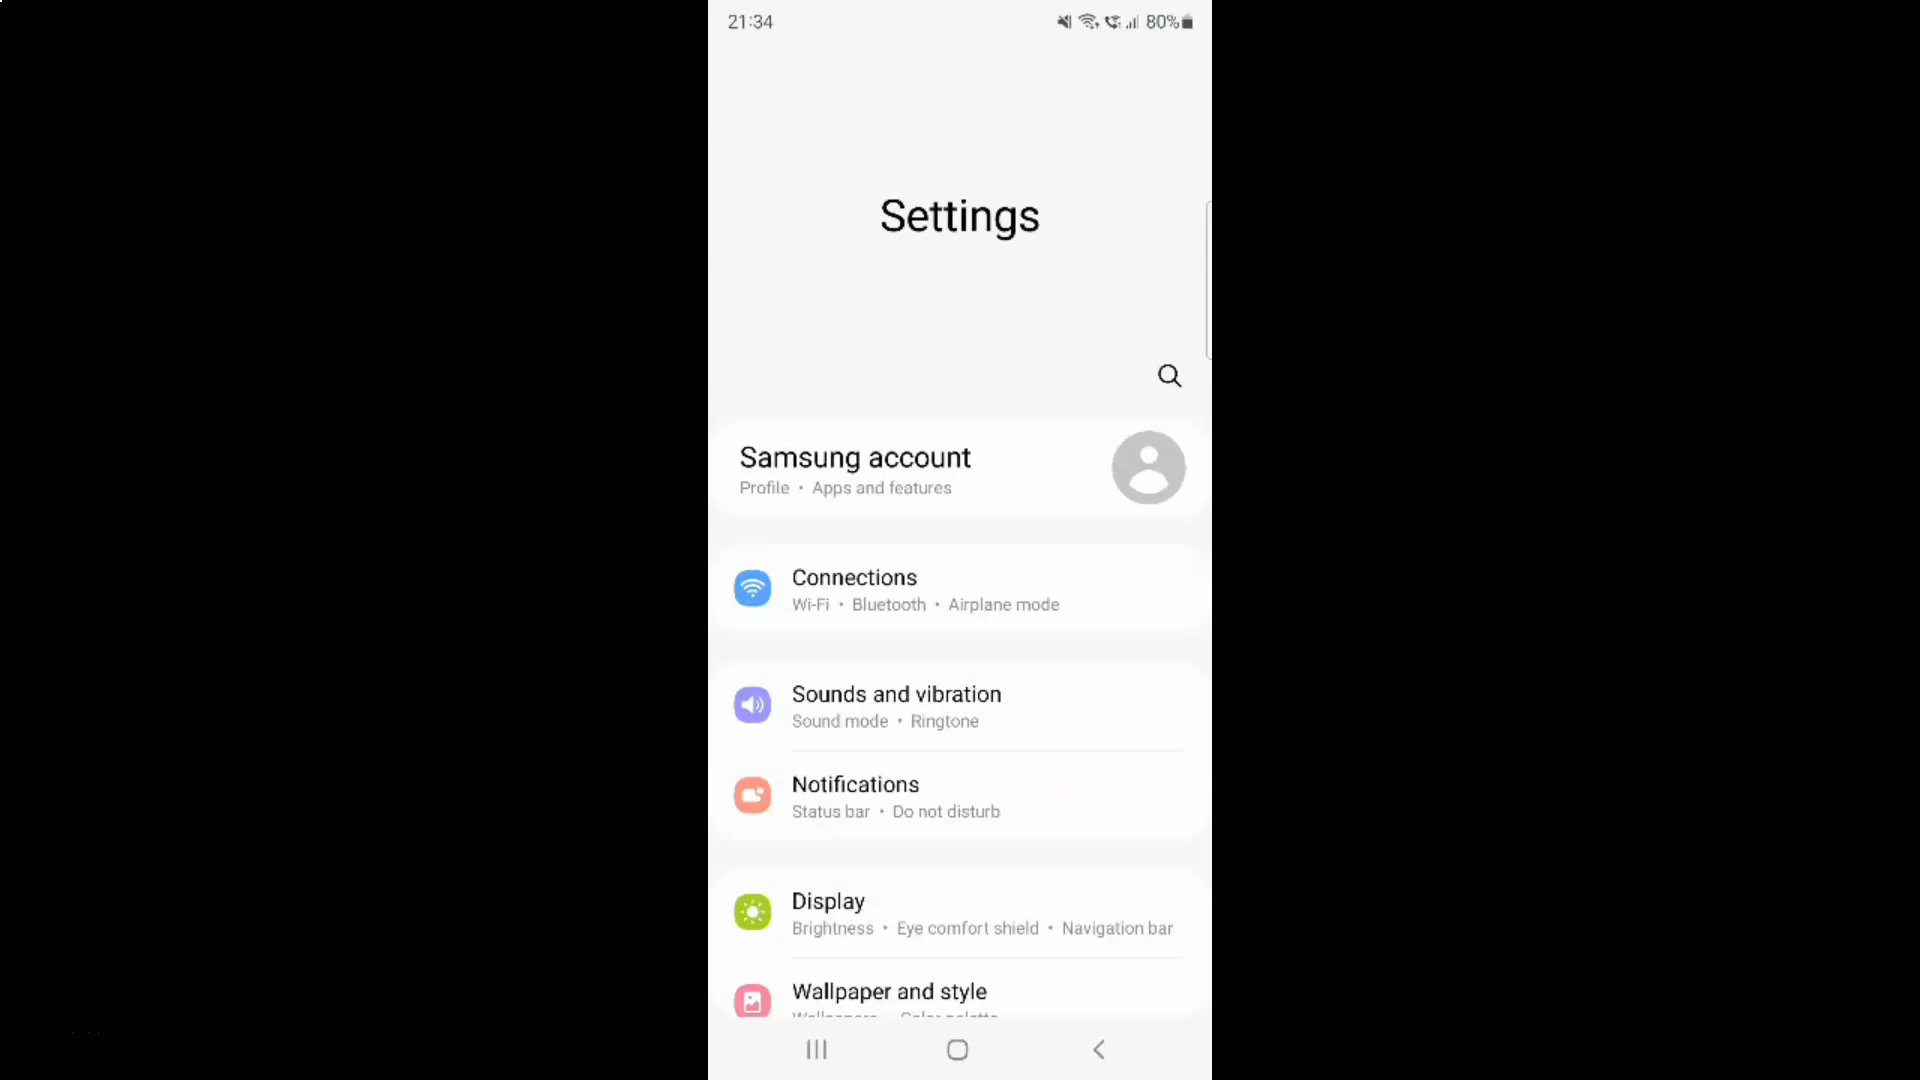 21:34
80%
Settings
Samsung account
Profile • Apps and features
Connections
Wi-Fi • Bluetooth • Airplane mode
Sounds and vibration
Sound mode • Ringtone
Notifications
Status bar • Do not disturb
Display
Brightness • Eye comfort shield • Navigation bar
Wallpaper and style